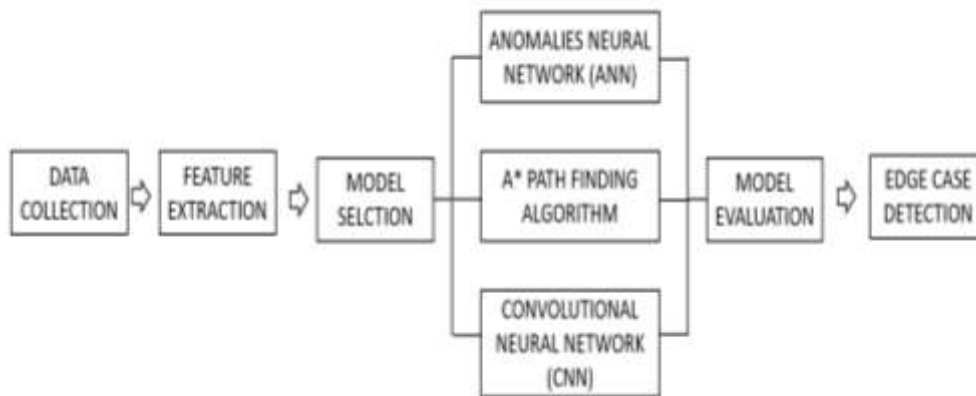 DATA
COLLECTION
FEATURE
EXTRACTION
MODEL
SELCTION
ANOMALIES NEURAL
NETWORK (ANN)
A* PATH FINDING
ALGORITHM
CONVOLUTIONAL
NEURAL NETWORK
(CNN)
MODEL
EVALUATION
EDGE CASE
DETECTION